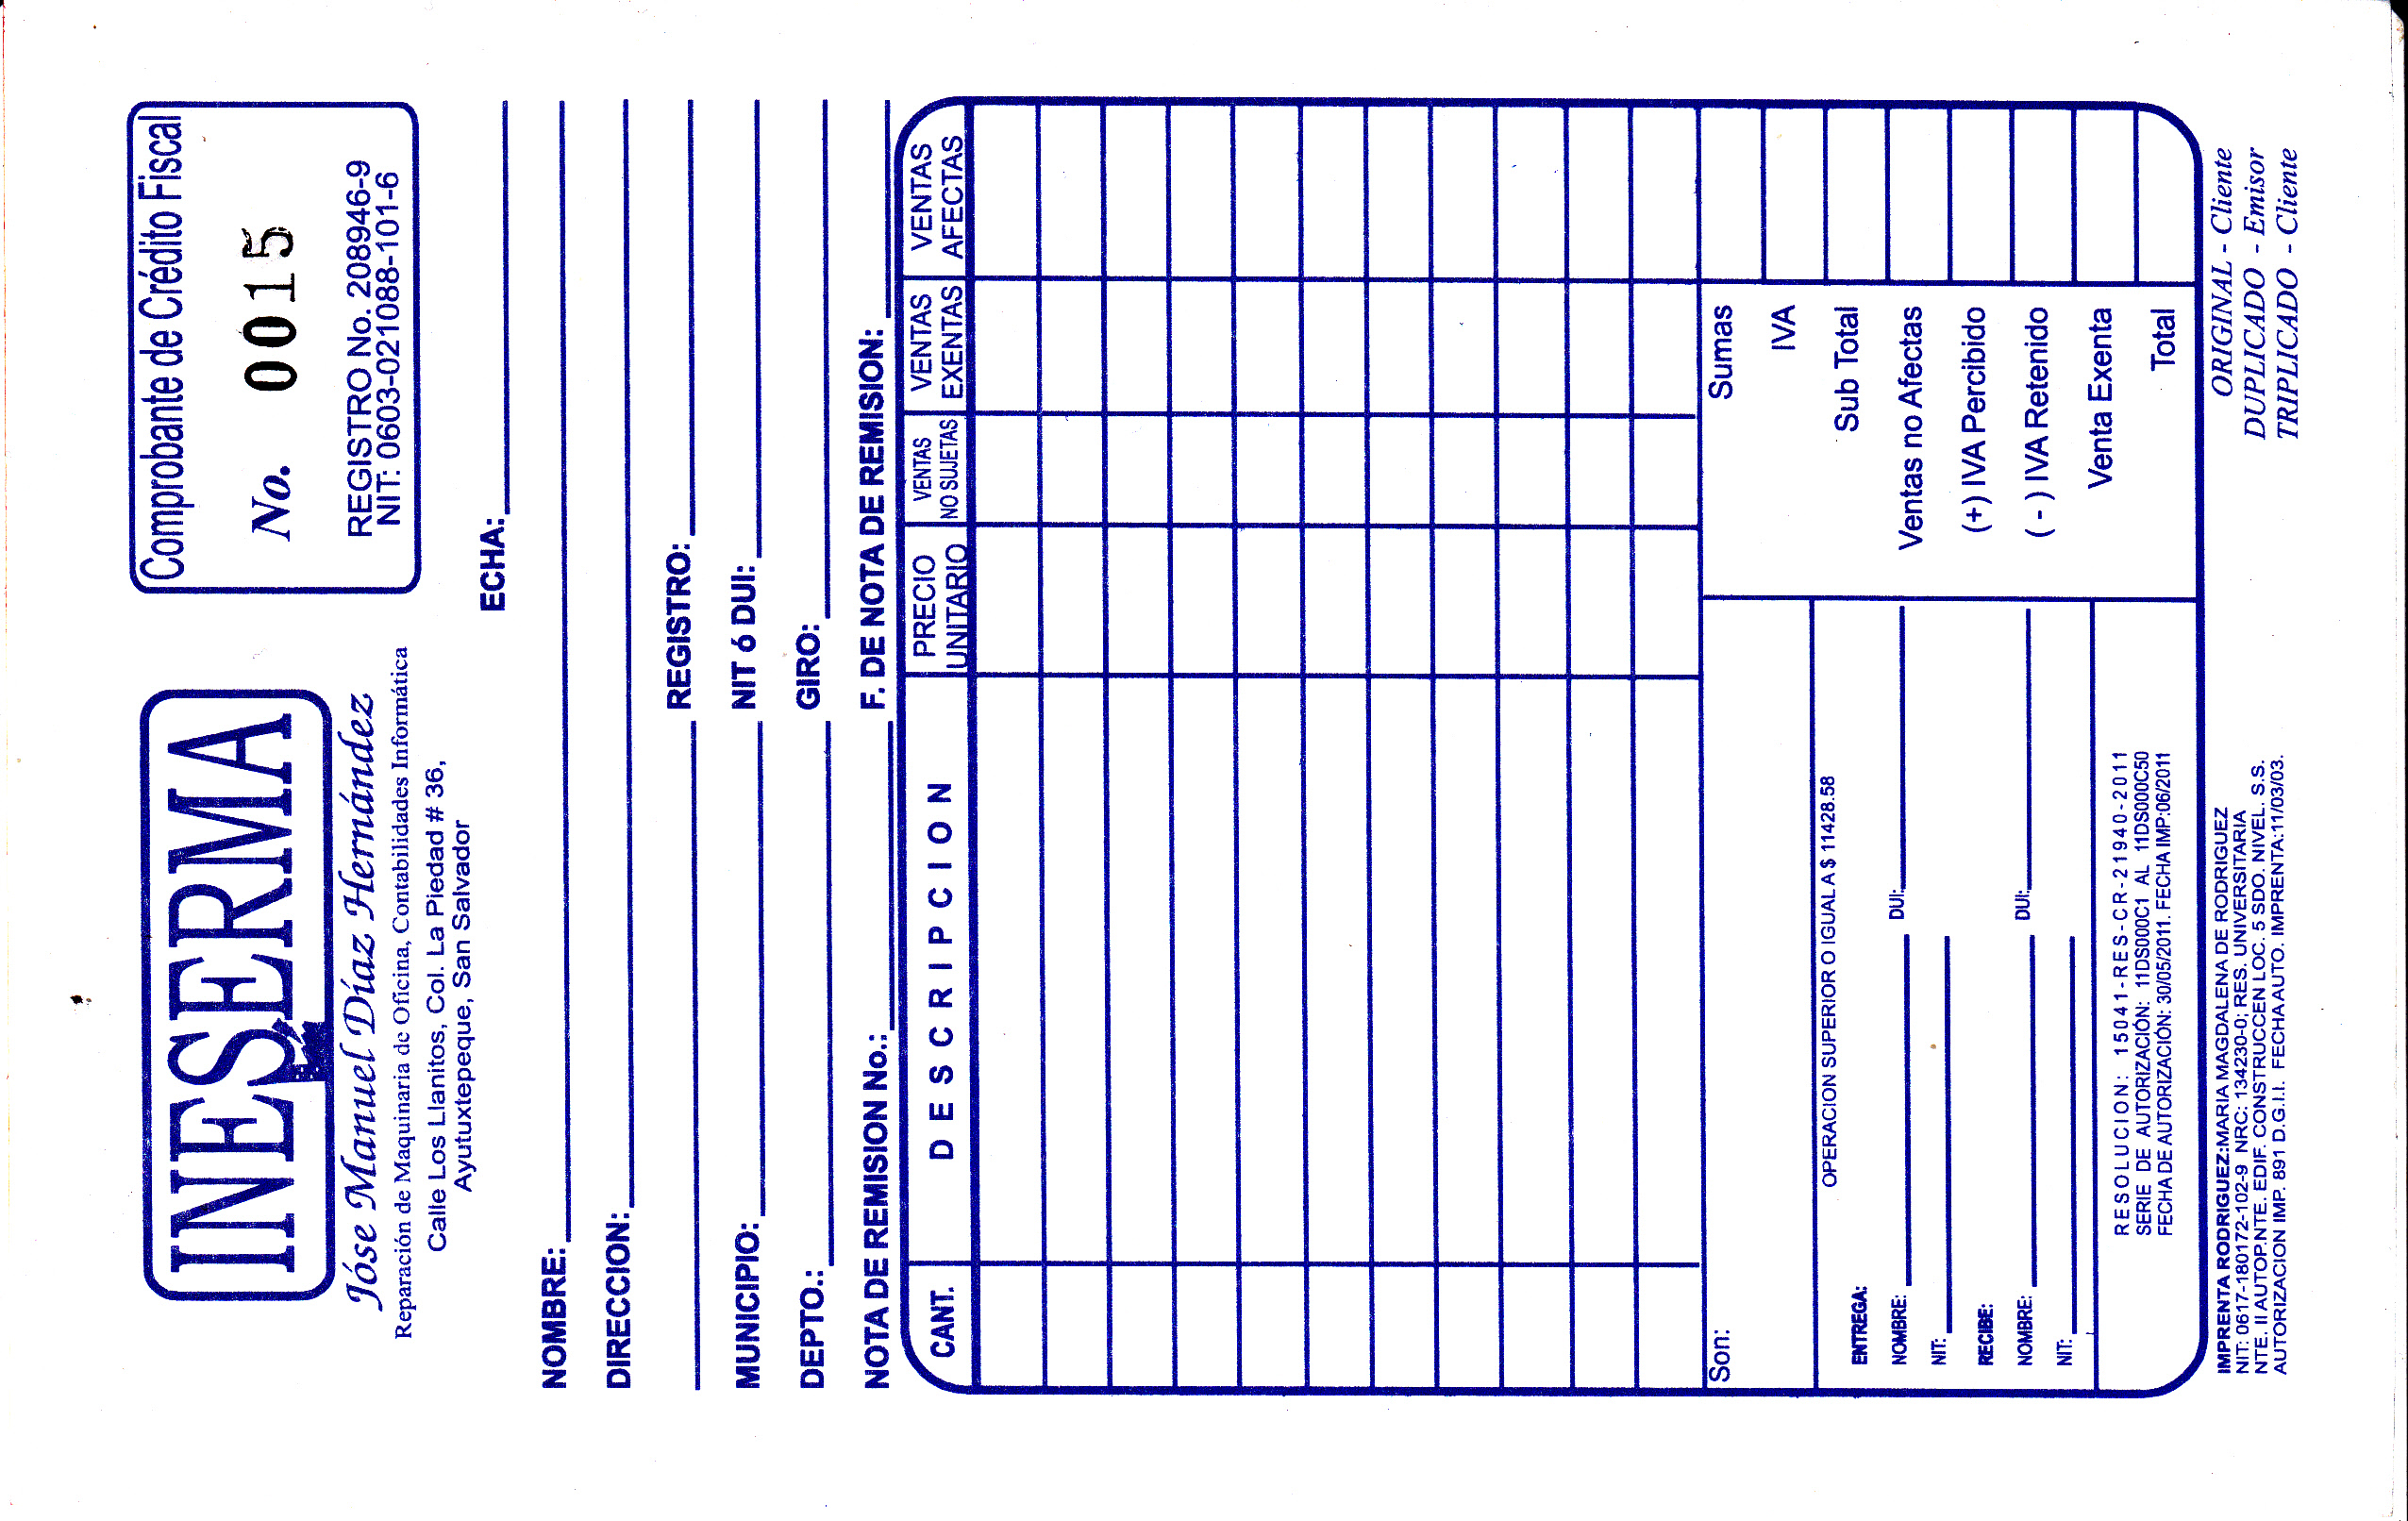 INESERMA
Jóse Manuel Díaz Hernández
Reparación de Maquinaria de Oficina, Contabilidades Informática
Calle Los Llanitos, Col. La Piedad # 36,
Ayutuxtepeque, San Salvador
Comprobante de Crédito Fiscal
No. 0015
REGISTRO No. 208946-9
NIT: 0603-021088-101-6
ECHA:
NOMBRE:
DIRECCION:
REGISTRO:
MUNICIPIO: NIT ó DUI:
DEPTO.: GIRO:
NOTA DE REMISION No.: F. DE NOTA DE REMISION:
CANT. DESCRIPCION PRECIO UNITARIO VENTAS NO SUJETAS VENTAS EXENTAS VENTAS AFECTAS
Son:
Sumas
IVA
Sub Total
Ventas no Afectas
(+) IVA Percibido
( - ) IVA Retenido
Venta Exenta
Total
OPERACION SUPERIOR O IGUAL A $ 11428.58
ENTREGA:
NOMBRE: DUI:
NIT:
RECIBE:
NOMBRE: DUI:
NIT:
RESOLUCION: 15041-RES-CR-21940-2011
SERIE DE AUTORIZACIÓN: 11DS000C1 AL 11DS000C50
FECHA DE AUTORIZACIÓN: 30/05/2011. FECHA IMP:06/2011
IMPRENTA RODRIGUEZ:MARIA MAGDALENA DE RODRIGUEZ
NIT: 0617-180172-102-9 NRC: 134230-0; RES. UNIVERSITARIA
NTE. II AUTOP.NTE. EDIF. CONSTRUCCEN LOC. 5 SDO. NIVEL. S.S.
AUTORIZACION IMP. 891 D.G.I.I. FECHA AUTO. IMPRENTA:11/03/03.
ORIGINAL - Cliente
DUPLICADO - Emisor
TRIPLICADO - Cliente